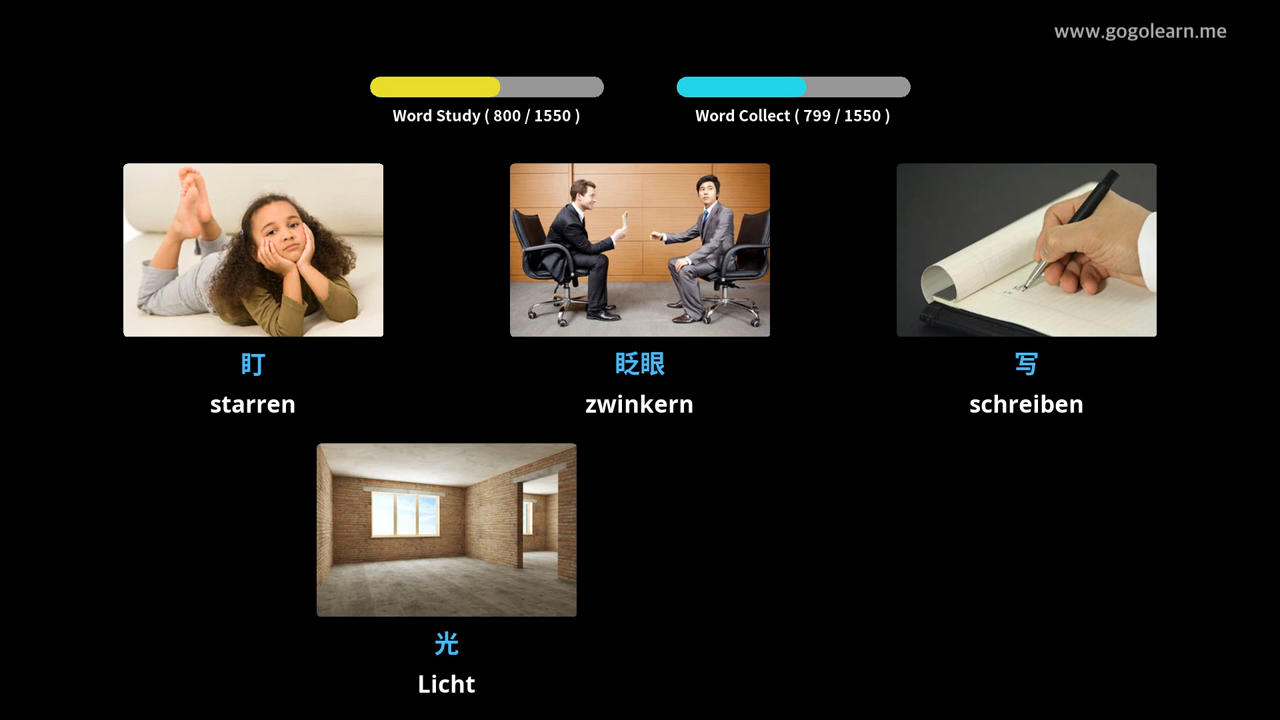 www.gogolearn.me
Word Study ( 800 / 1550 )
Word Collect ( 799 / 1550 )
盯
starren
眨眼
zwinkern
写
schreiben
光
Licht